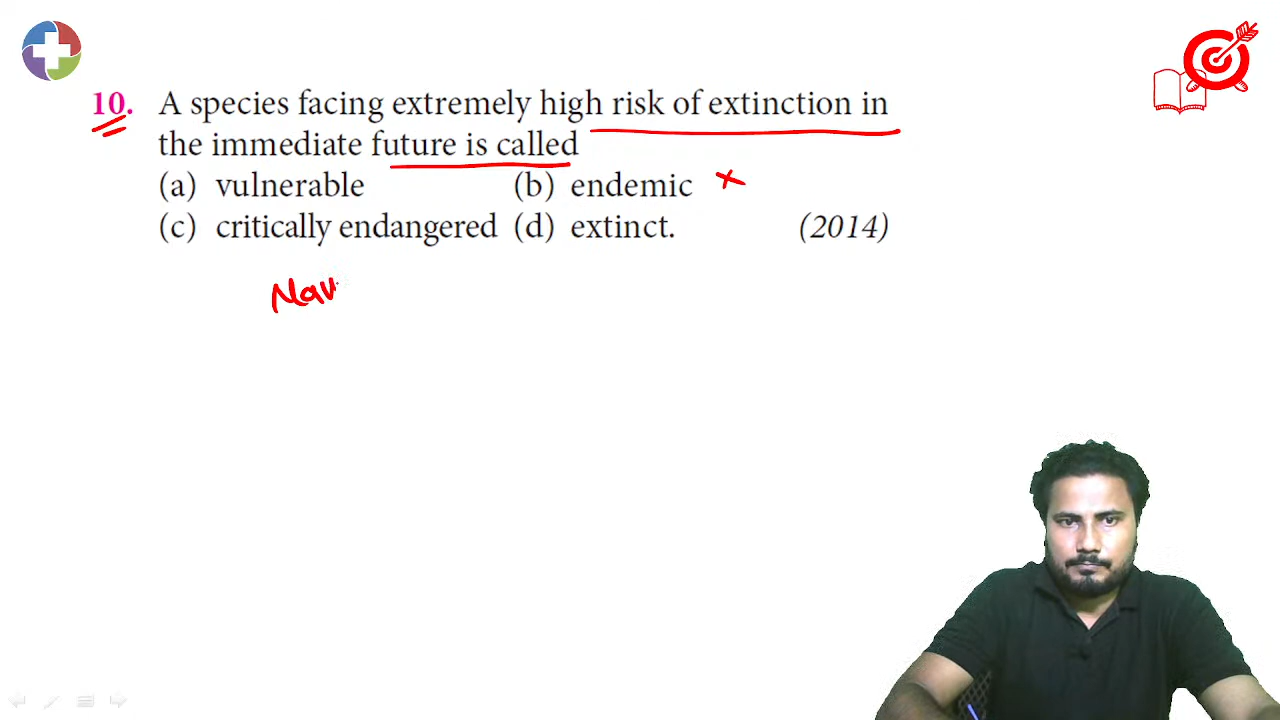 10. A species facing extremely high risk of extinction in
the immediate future is called
(a) vulnerable (b) endemic ×
(c) critically endangered (d) extinct. (2014)